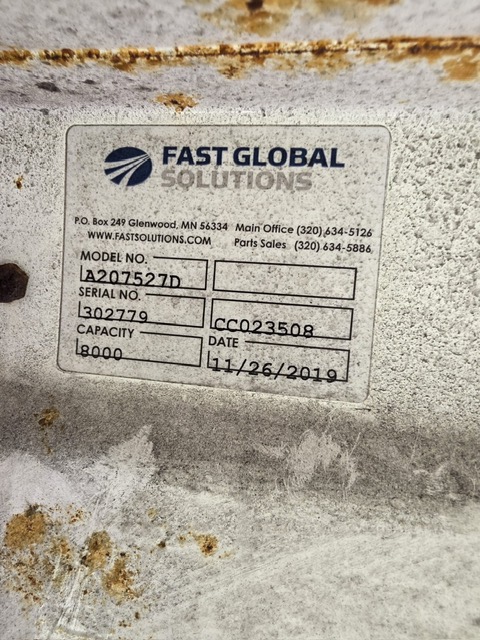 FAST GLOBAL
SOLUTIONS
P.O. Box 249 Glenwood, MN 56334 Main Office (320) 634-5126
WWW.FASTSOLUTIONS.COM Parts Sales (320) 634-5886
MODEL NO.
A207527D
SERIAL NO.
302779 CC023508
CAPACITY DATE
8000 11/26/2019